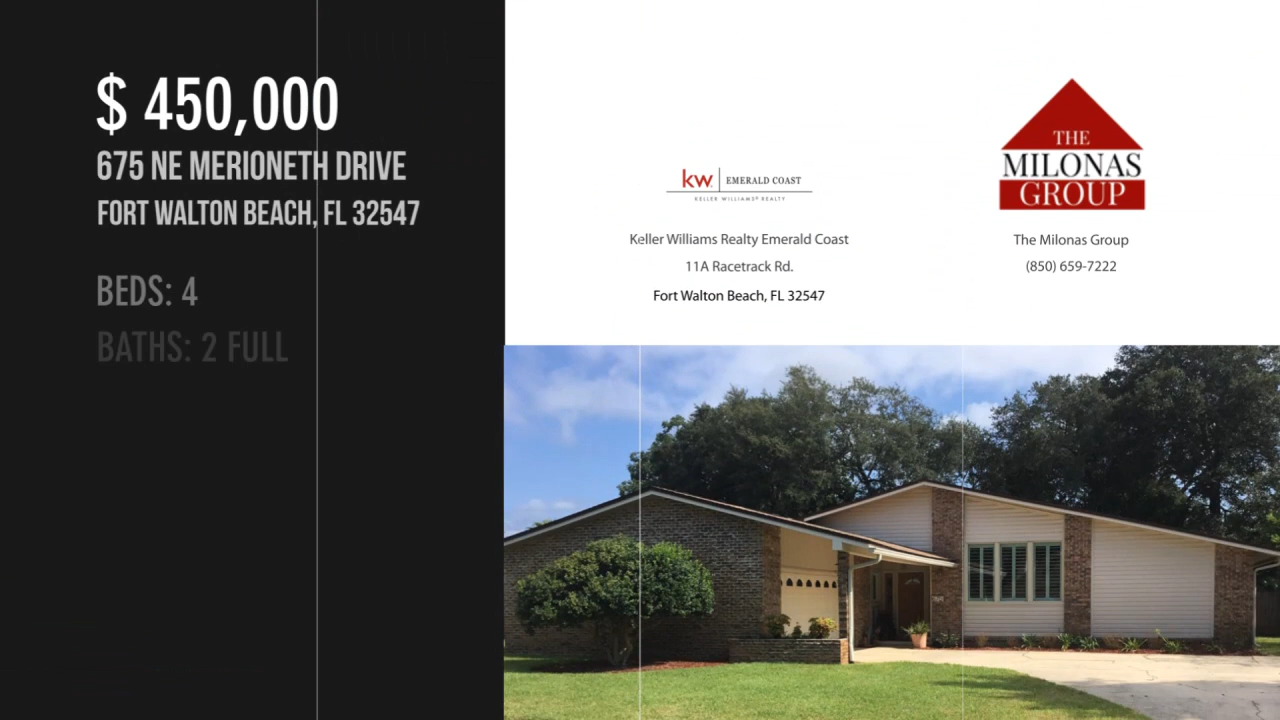 $ 450,000
675 NE MERIONETH DRIVE
FORT WALTON BEACH, FL 32547
BEDS: 4
BATHS: 2 FULL
kw EMERALD COAST
KELLER WILLIAMS® REALTY
Keller Williams Realty Emerald Coast
11A Racetrack Rd.
Fort Walton Beach, FL 32547
THE
MILONAS
GROUP
The Milonas Group
(850) 659-7222